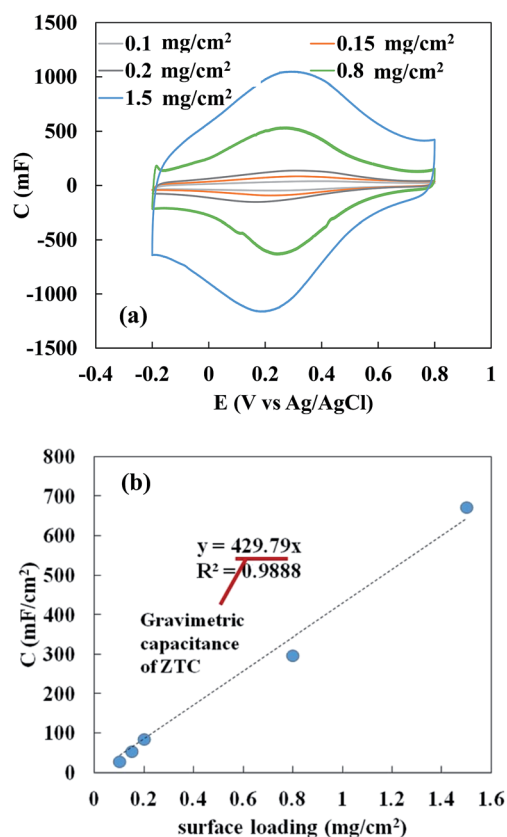 1500
1000
500
0
-500
-1000
-1500
C (mF)
0.1 mg/cm²
0.15 mg/cm²
0.2 mg/cm²
0.8 mg/cm²
1.5 mg/cm²
(a)
-0.4 -0.2 0 0.2 0.4 0.6 0.8 1
E (V vs Ag/AgCl)
800
700
600
500
400
300
200
100
0
C (mF/cm²)
(b)
y = 429.79x
R² = 0.9888
Gravimetric
capacitance
of ZTC
0 0.2 0.4 0.6 0.8 1 1.2 1.4 1.6
surface loading (mg/cm²)